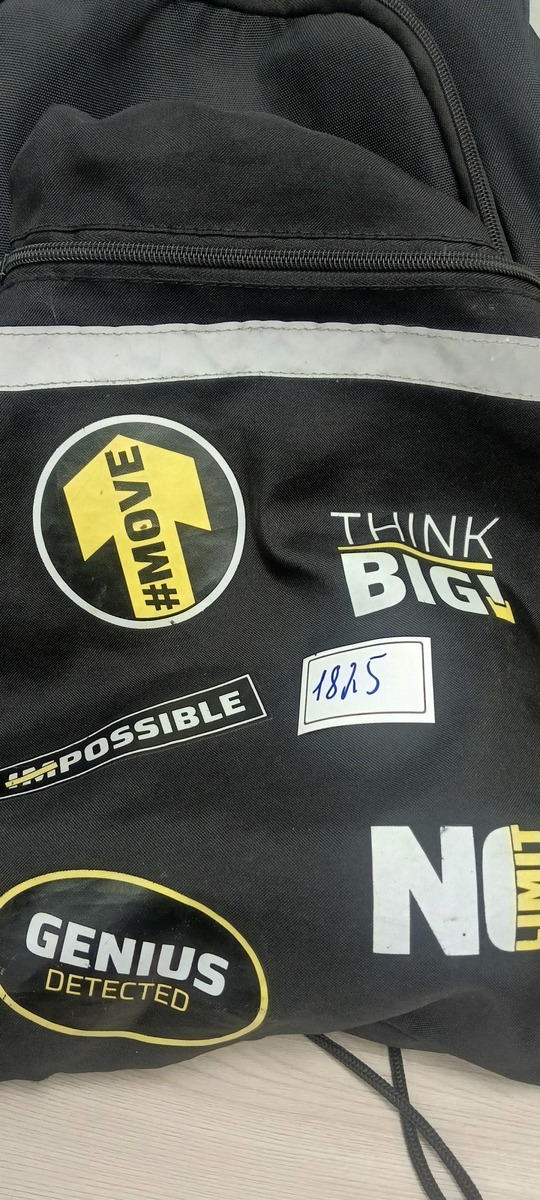 #MOVE
THINK
BIG!
1825
IMPOSSIBLE
NO
LIMIT
GENIUS
DETECTED